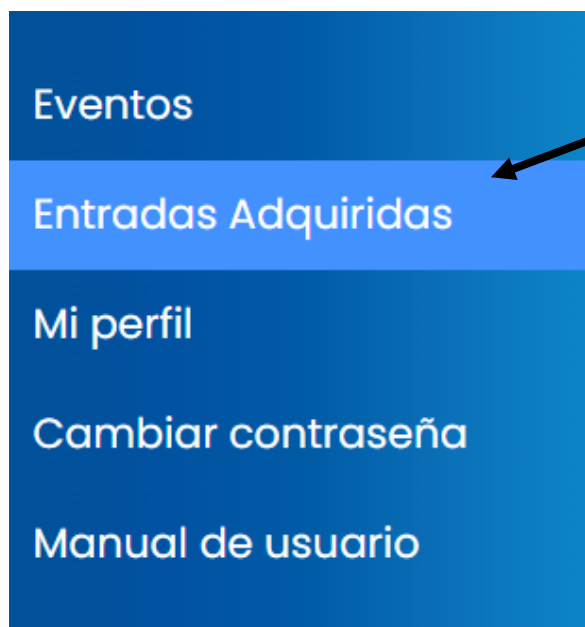 Eventos
Entradas Adquiridas
Mi perfil
Cambiar contraseña
Manual de usuario